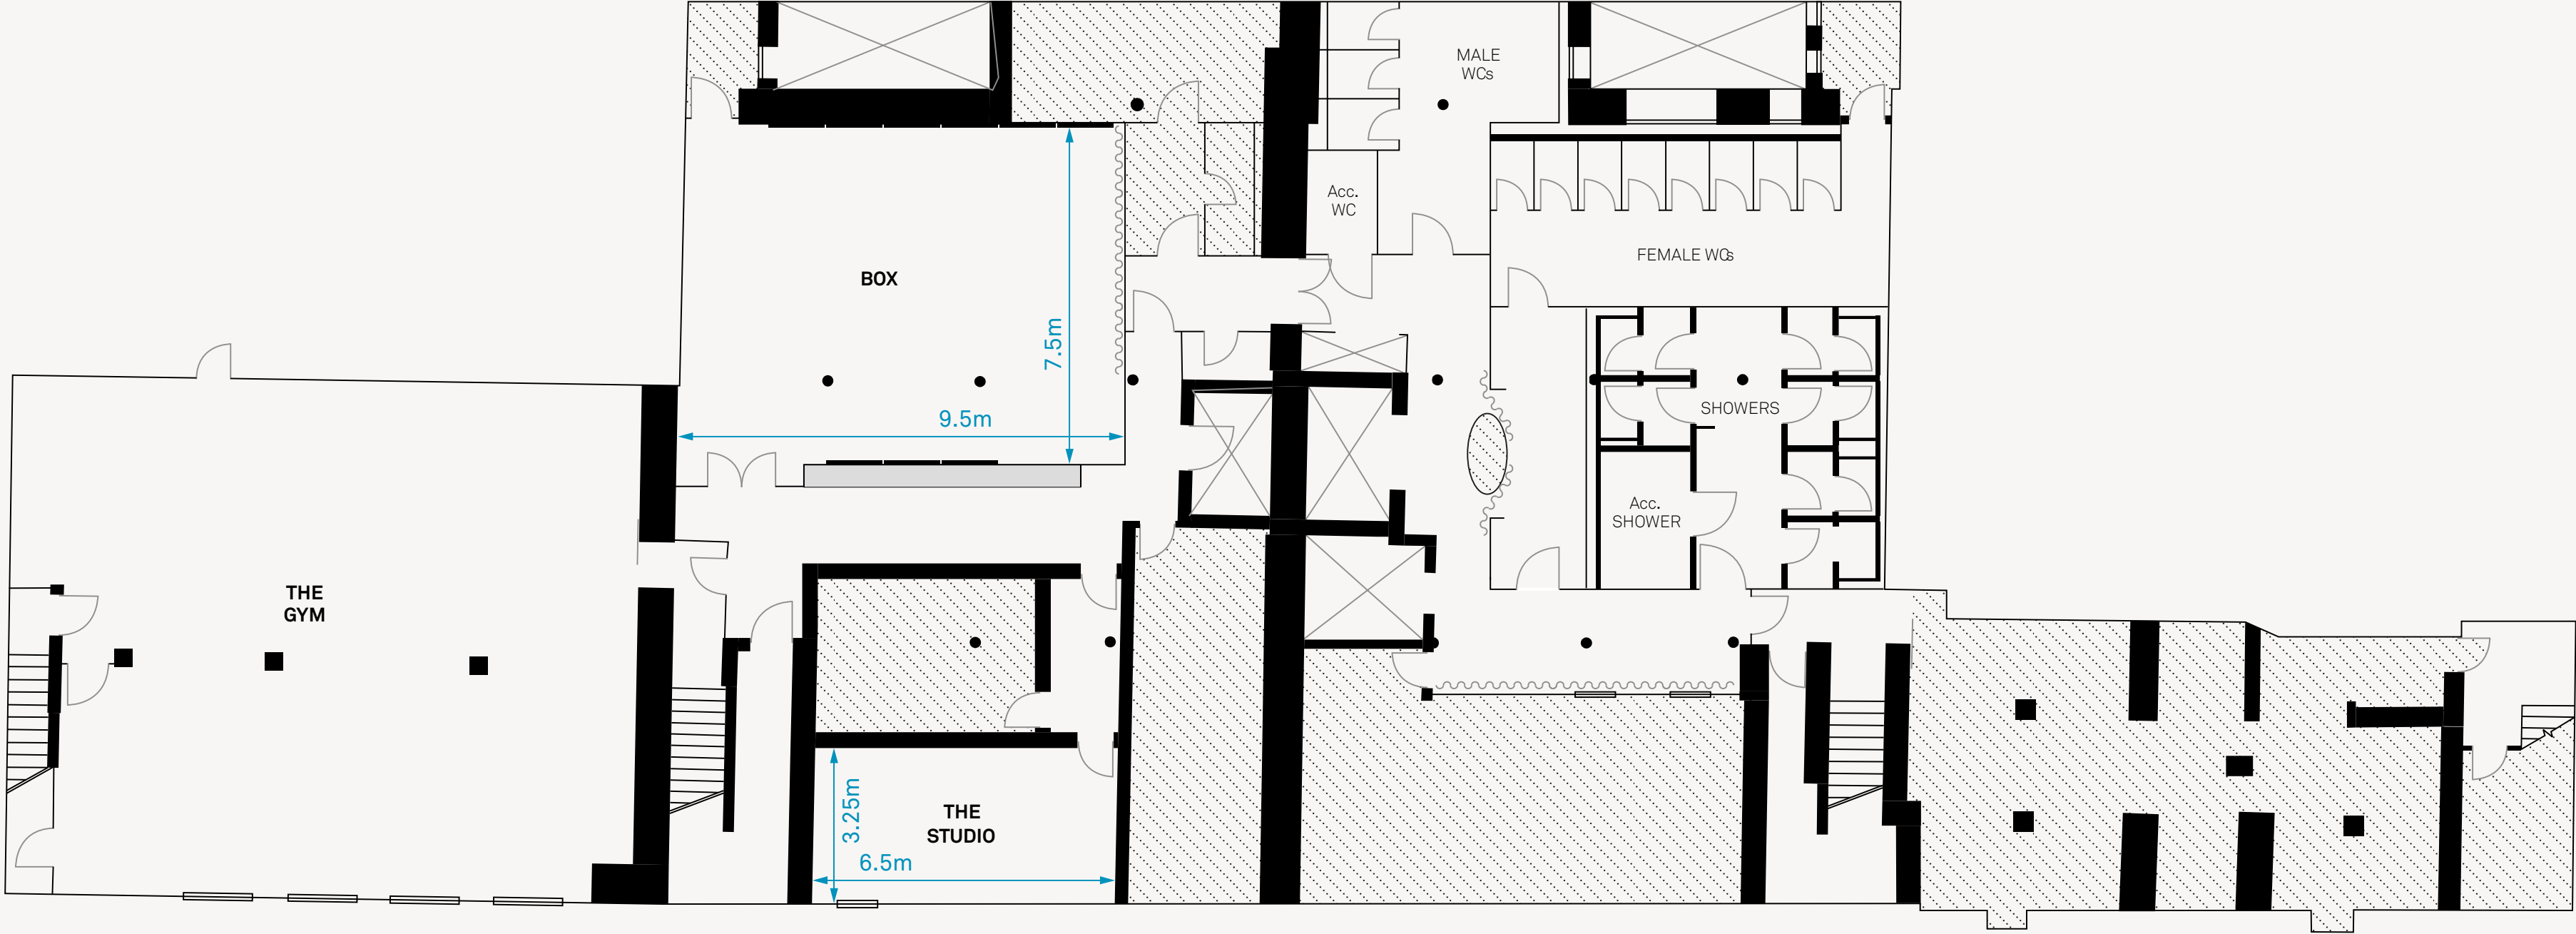 MALE
WCs
Acc.
WC
FEMALE WCs
BOX
7.5m
9.5m
SHOWERS
Acc.
SHOWER
THE
GYM
3.25m
THE
STUDIO
6.5m